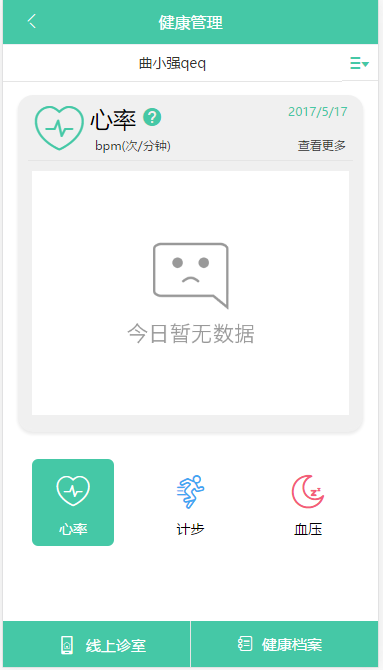 健康管理
曲小强qeq
心率 ?
2017/5/17
bpm(次/分钟)
查看更多
今日暂无数据
心率
计步
血压
线上诊室
健康档案